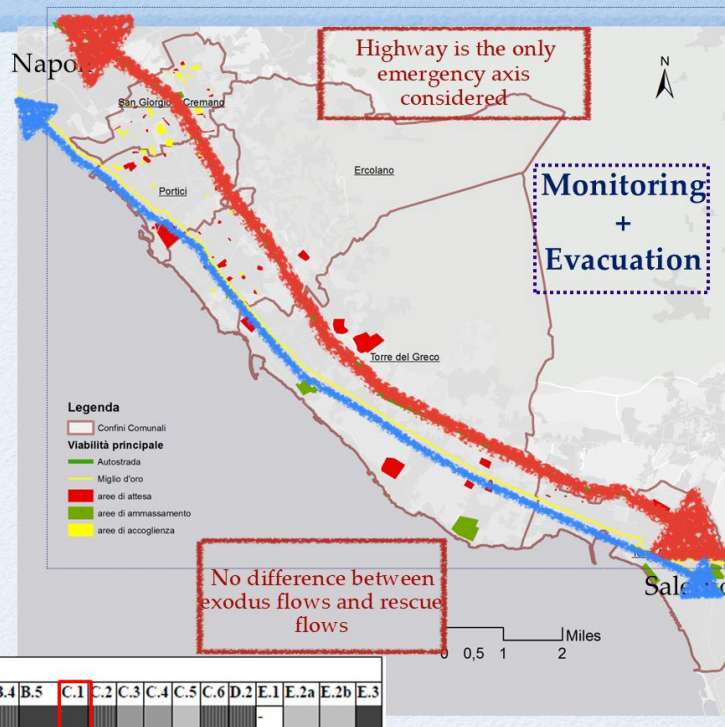 Highway is the only
emergency axis
considered
N
Napoli
San Giorgio Cremano
Ercolano
Portici
Monitoring
+
Evacuation
Torre del Greco
Legenda
Confini Comunali
Viabilità principale
Autostrada
Miglio d'oro
aree di attesa
aree di ammassamento
aree di accoglienza
No difference between
exodus flows and rescue
flows
Salerno
Miles
0 0,5 1 2
B.4 B.5 C.1 C.2 C.3 C.4 C.5 C.6 D.2 E.1 E.2a E.2b E.3
-